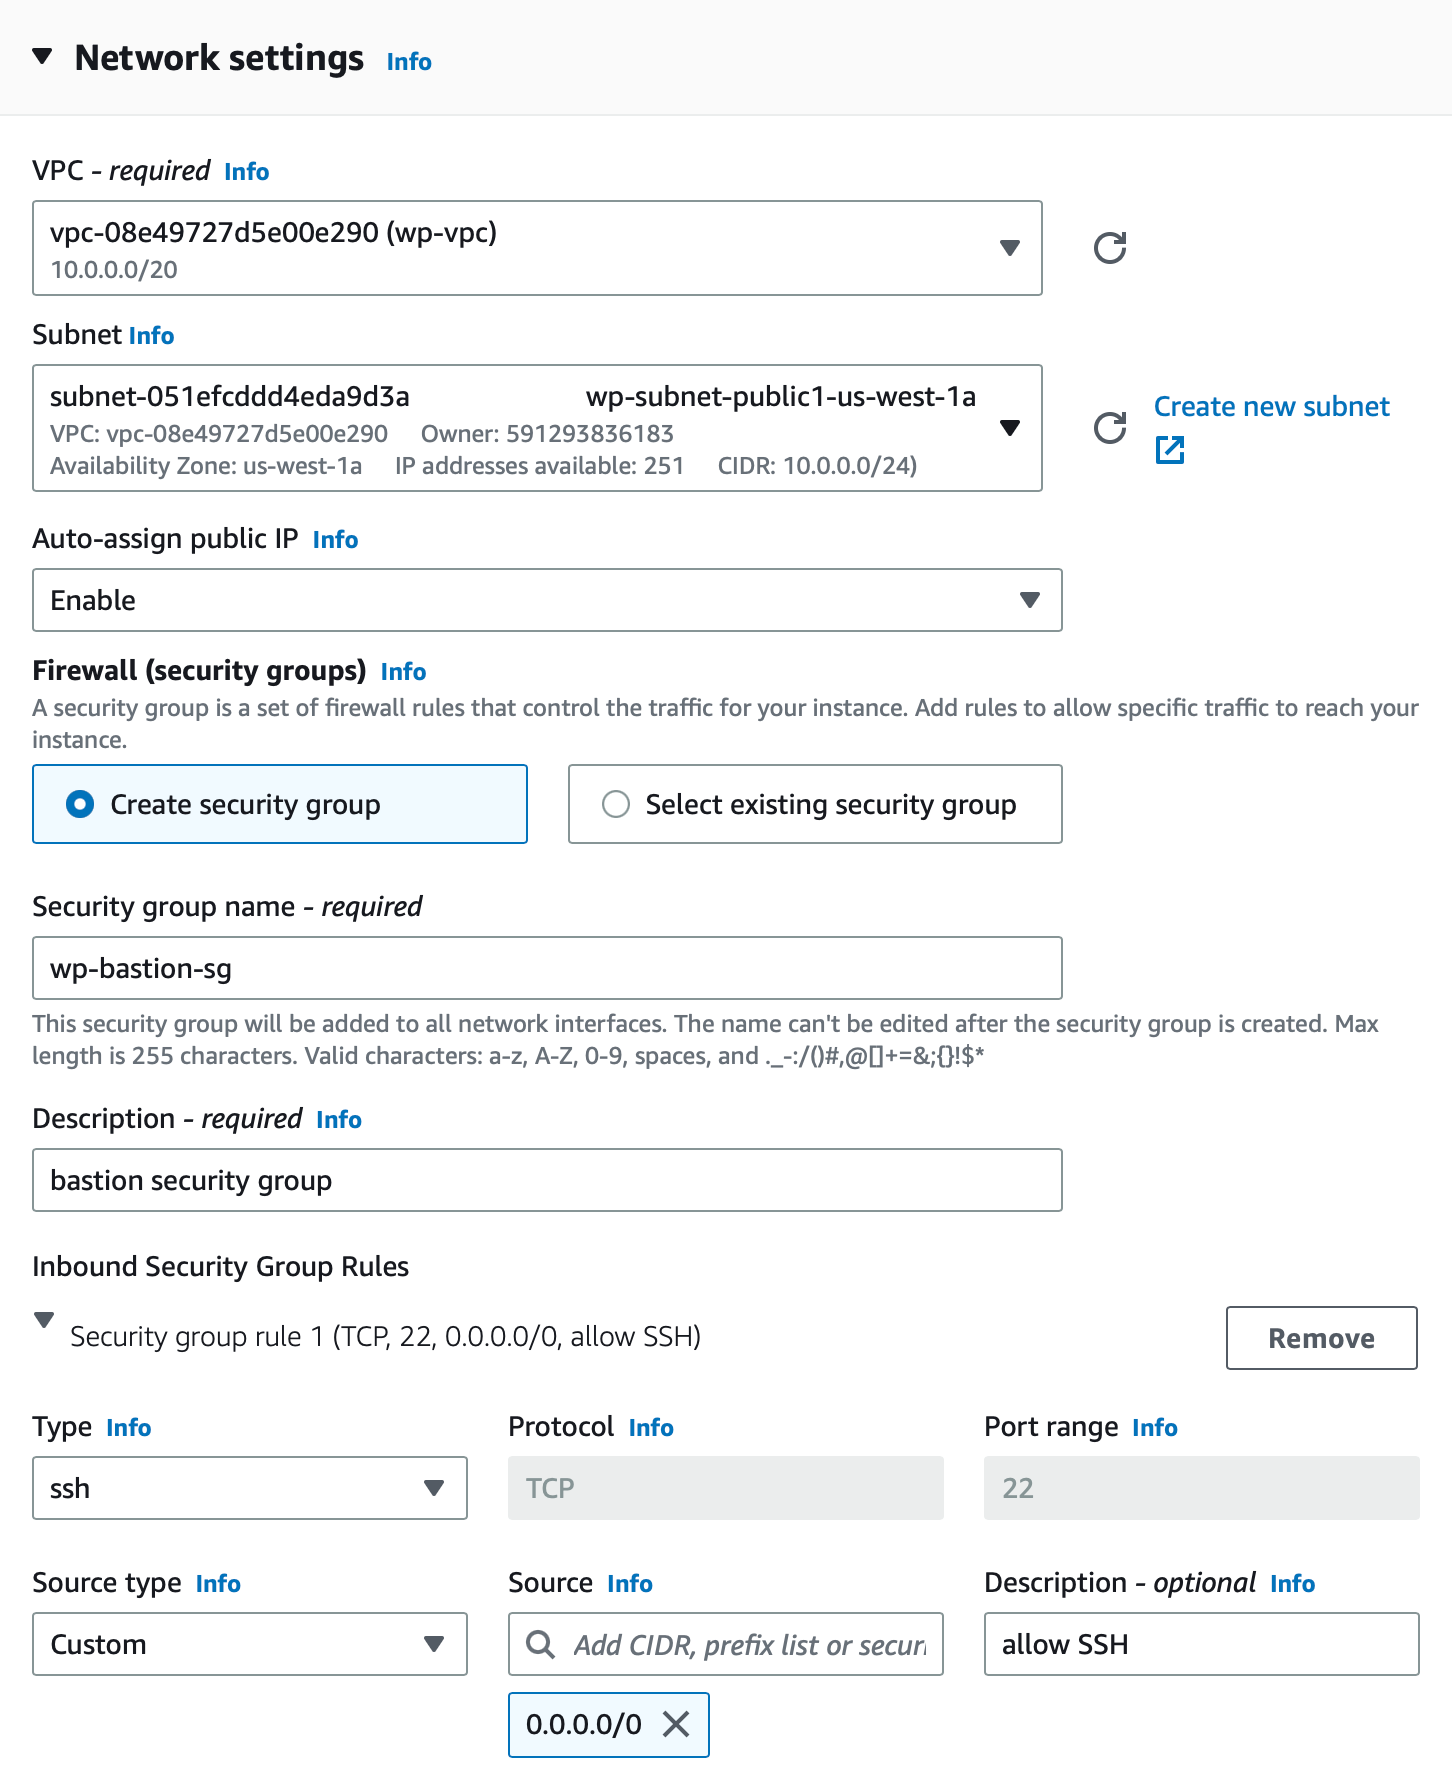 Network settings Info
VPC - required Info
vpc-08e49727d5e00e290 (wp-vpc)
10.0.0.0/20
Subnet Info
subnet-051efcddd4eda9d3a wp-subnet-public1-us-west-1a
VPC: vpc-08e49727d5e00e290 Owner: 591293836183
Availability Zone: us-west-1a IP addresses available: 251 CIDR: 10.0.0.0/24)
Create new subnet
Auto-assign public IP Info
Enable
Firewall (security groups) Info
A security group is a set of firewall rules that control the traffic for your instance. Add rules to allow specific traffic to reach your
instance.
Create security group
Select existing security group
Security group name - required
wp-bastion-sg
This security group will be added to all network interfaces. The name can't be edited after the security group is created. Max
length is 255 characters. Valid characters: a-z, A-Z, 0-9, spaces, and ._-:/()#,@[]+=&;{}!$*
Description - required Info
bastion security group
Inbound Security Group Rules
Security group rule 1 (TCP, 22, 0.0.0.0/0, allow SSH)
Remove
Type Info
Protocol Info
Port range Info
ssh
TCP
22
Source type Info
Source Info
Description - optional Info
Custom
Add CIDR, prefix list or secur
allow SSH
0.0.0.0/0